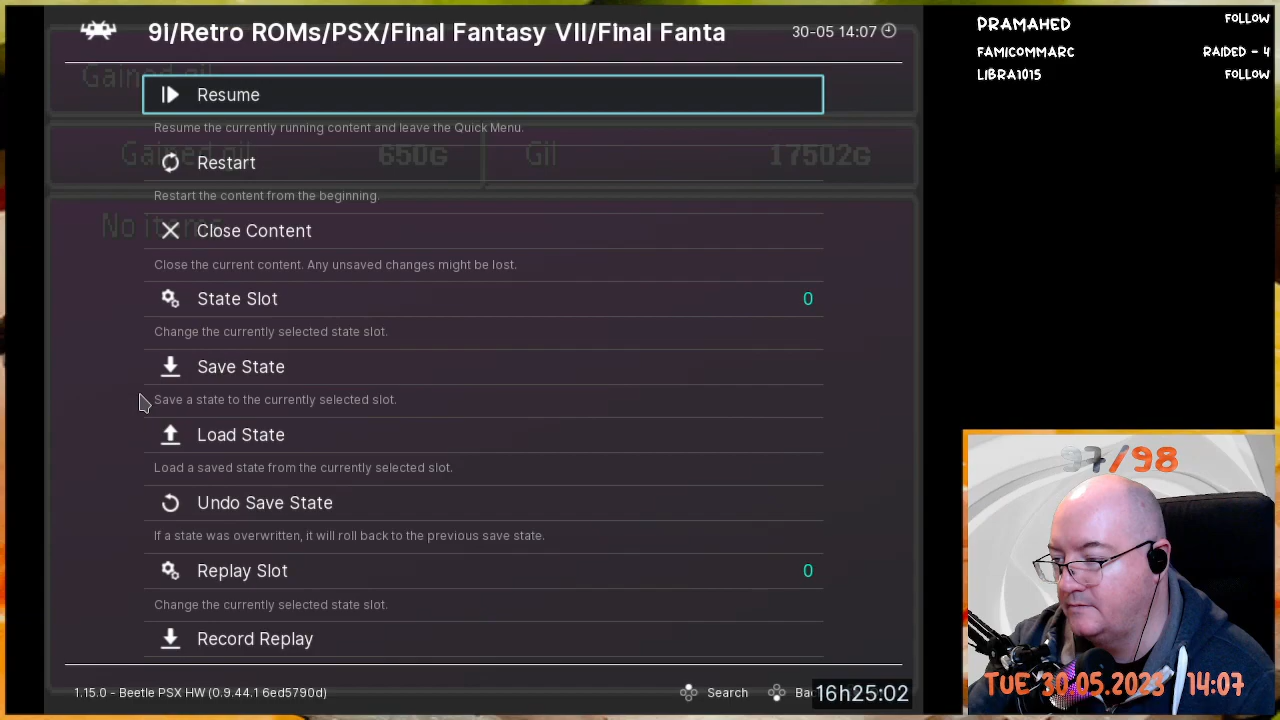 9i/Retro ROMs/PSX/Final Fantasy VII/Final Fanta
30-05 14:07
PRAMAHED FOLLOW
FAMICOMMARC RAIDED - 4
LIBRA1015 FOLLOW
Gained gil
Resume
Resume the currently running content and leave the Quick Menu.
Gained gil 650G Gil 17502G
Restart
Restart the content from the beginning.
No items
Close Content
Close the current content. Any unsaved changes might be lost.
State Slot 0
Change the currently selected state slot.
Save State
Save a state to the currently selected slot.
Load State
Load a saved state from the currently selected slot.
Undo Save State
If a state was overwritten, it will roll back to the previous save state.
Replay Slot 0
Change the currently selected state slot.
Record Replay
1.15.0 - Beetle PSX HW (0.9.44.1 6ed5790d)
Search
16h25:02
97/98
TUE 30.05.2023 14:07